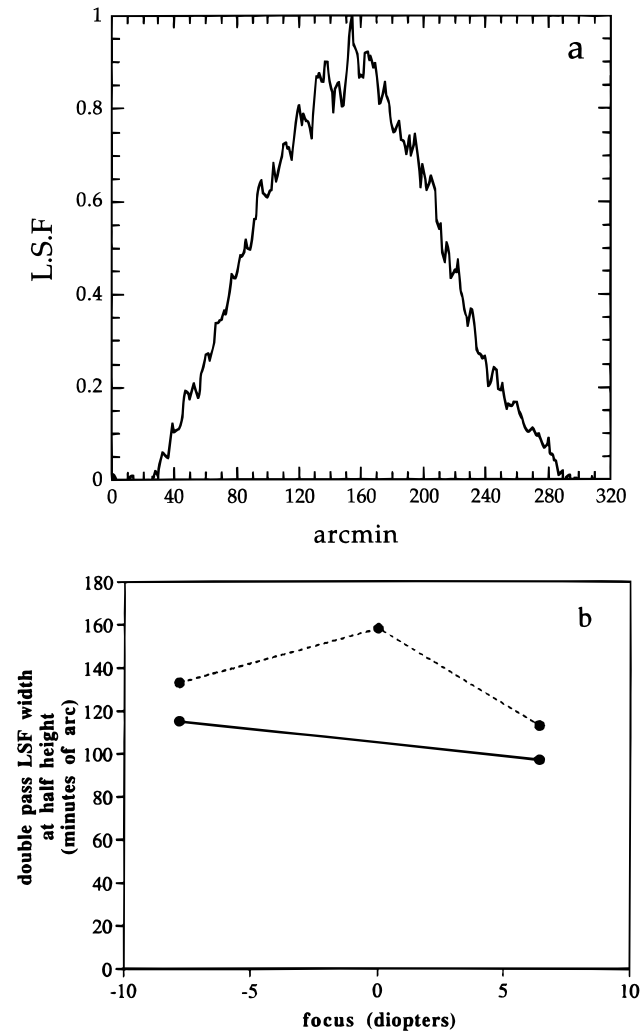 a
L.S.F
1
0.8
0.6
0.4
0.2
0
0 40 80 120 160 200 240 280 320
arcmin
b
double pass LSF width
at half height
(minutes of arc)
180
160
140
120
100
80
60
40
20
0
-10 -5 0 5 10
focus (diopters)